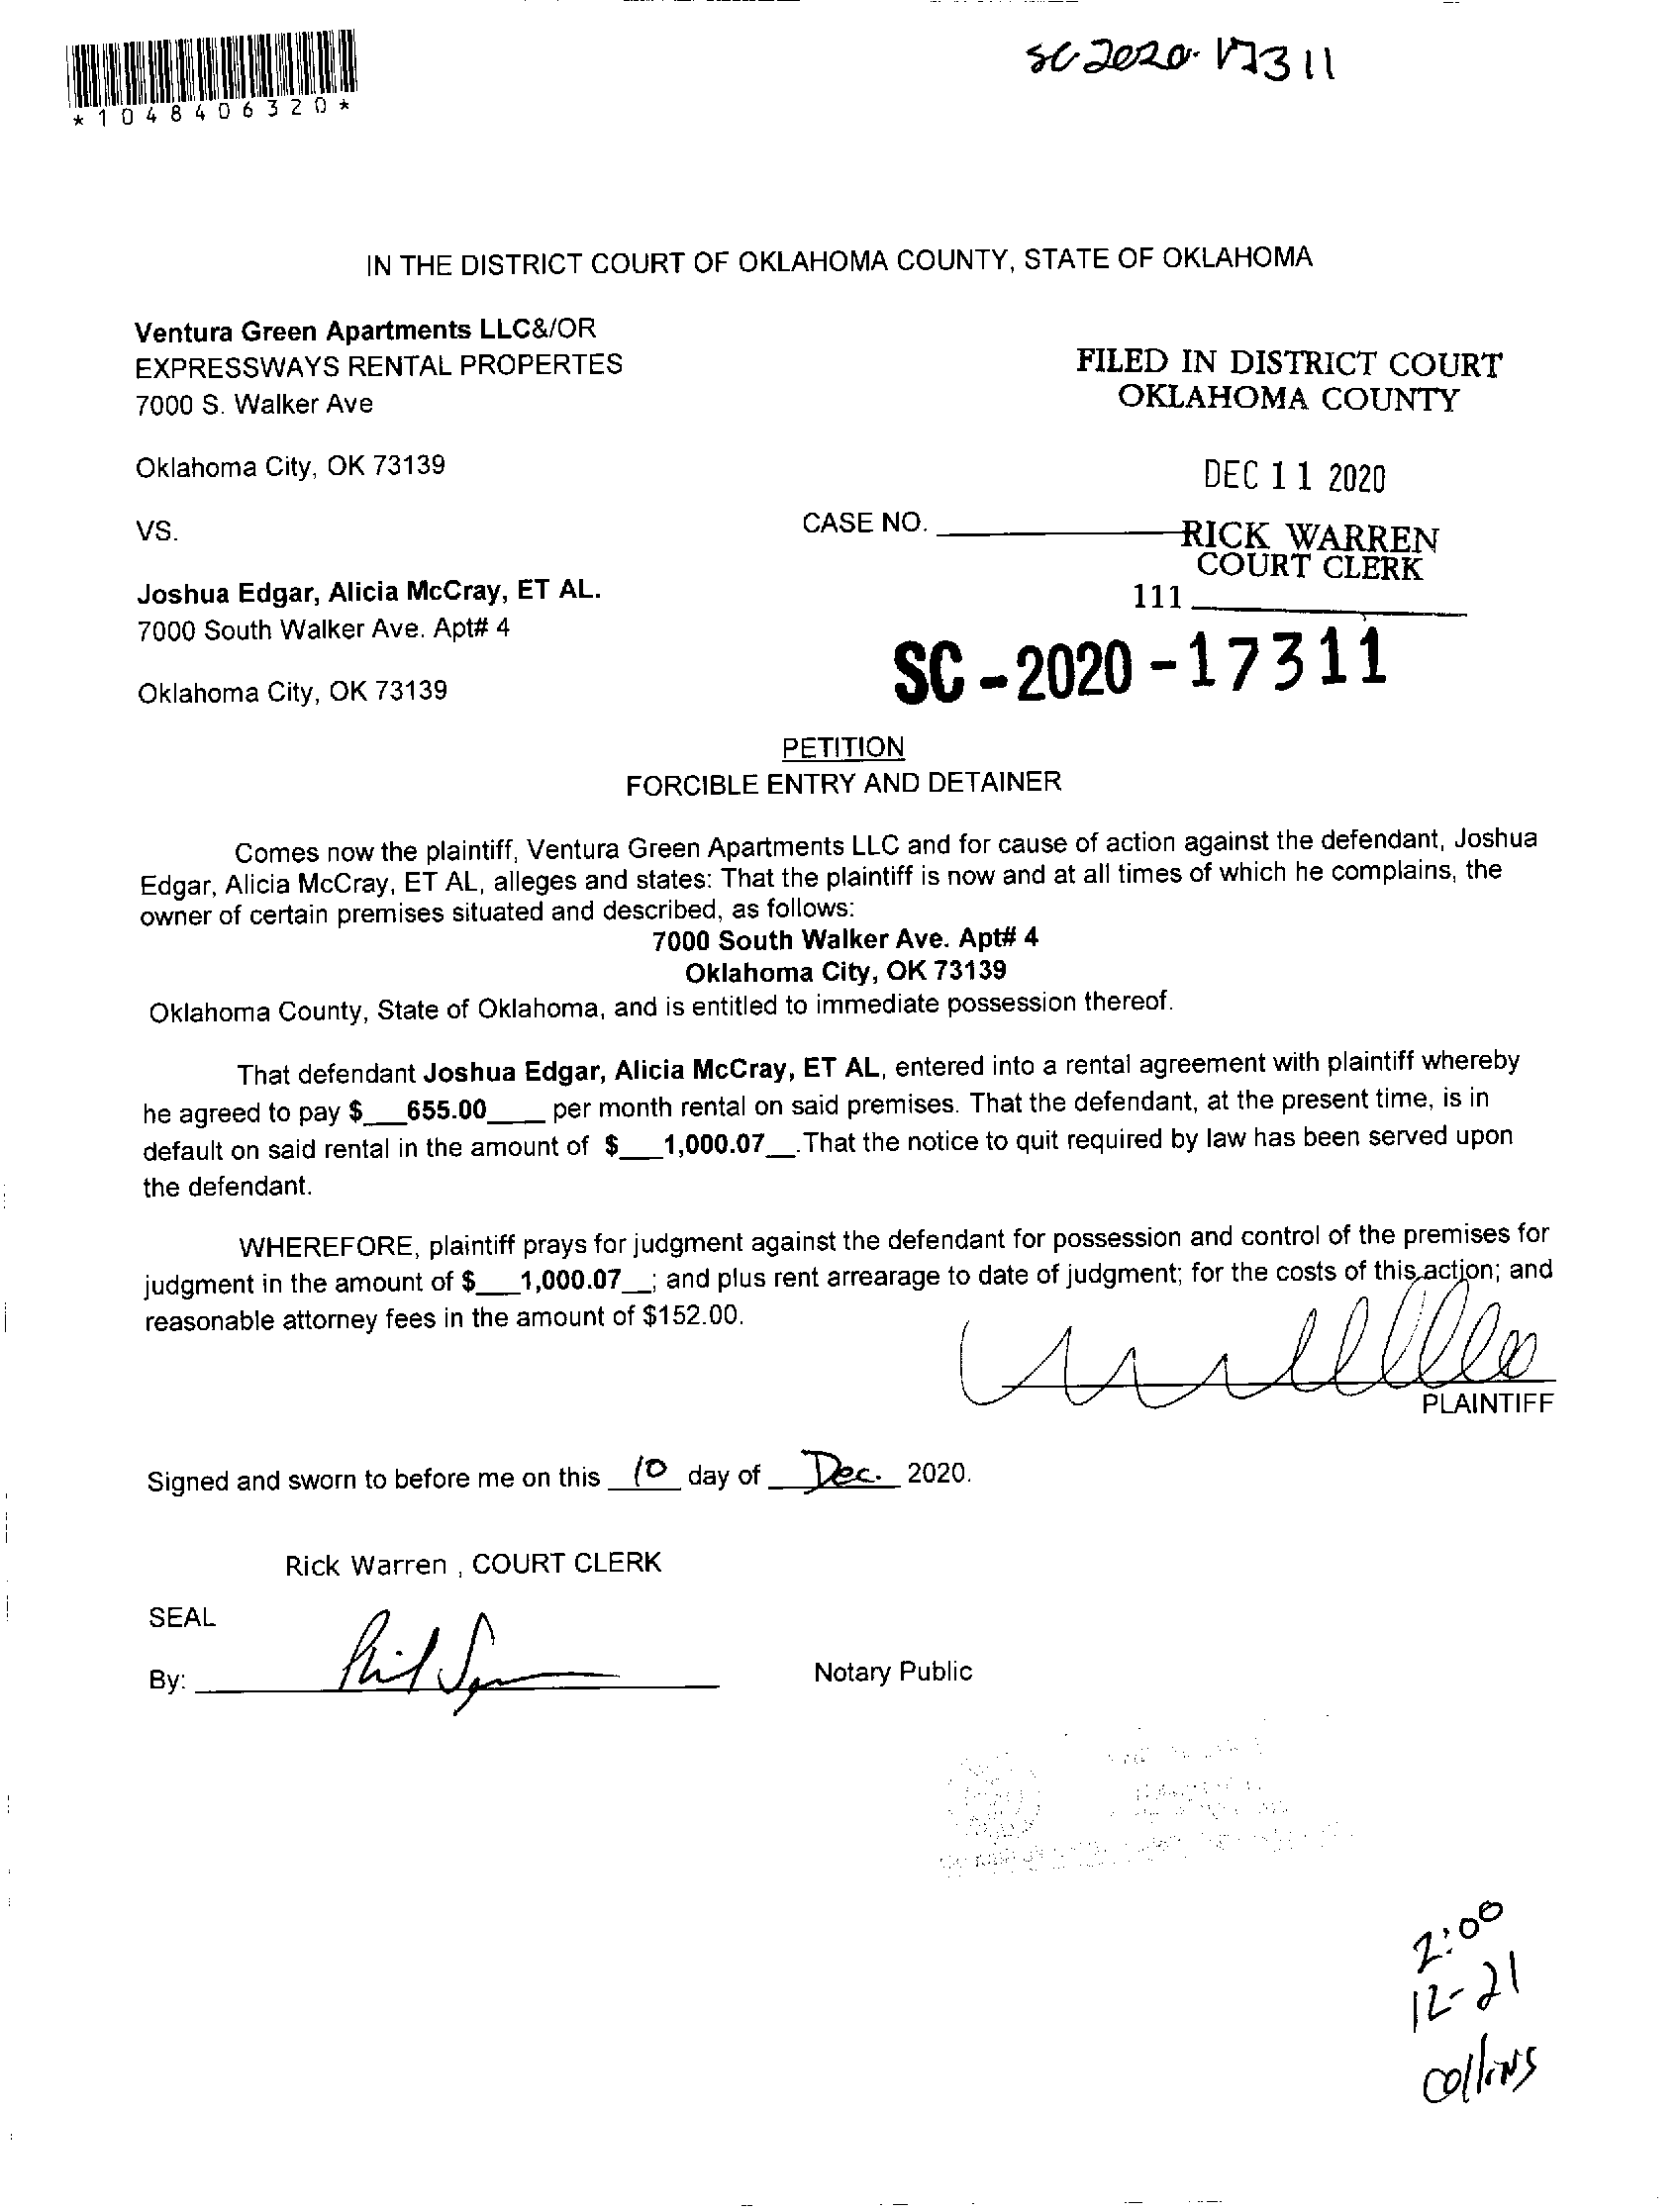 SC-2020-17311
*1048406320*
IN THE DISTRICT COURT OF OKLAHOMA COUNTY, STATE OF OKLAHOMA
Ventura Green Apartments LLC&/OR
EXPRESSWAYS RENTAL PROPERTES
7000 S. Walker Ave
Oklahoma City, OK 73139
FILED IN DISTRICT COURT
OKLAHOMA COUNTY
DEC 11 2020
VS.
CASE NO. ___
RICK WARREN
COURT CLERK
111 ___
Joshua Edgar, Alicia McCray, ET AL.
7000 South Walker Ave. Apt# 4
Oklahoma City, OK 73139
SC-2020-17311
PETITION
FORCIBLE ENTRY AND DETAINER
Comes now the plaintiff, Ventura Green Apartments LLC and for cause of action against the defendant, Joshua
Edgar, Alicia McCray, ET AL, alleges and states: That the plaintiff is now and at all times of which he complains, the
owner of certain premises situated and described, as follows:
7000 South Walker Ave. Apt# 4
Oklahoma City, OK 73139
Oklahoma County, State of Oklahoma, and is entitled to immediate possession thereof.
That defendant Joshua Edgar, Alicia McCray, ET AL, entered into a rental agreement with plaintiff whereby
he agreed to pay $___655.00____ per month rental on said premises. That the defendant, at the present time, is in
default on said rental in the amount of $___1,000.07__.That the notice to quit required by law has been served upon
the defendant.
WHEREFORE, plaintiff prays for judgment against the defendant for possession and control of the premises for
judgment in the amount of $___1,000.07__; and plus rent arrearage to date of judgment; for the costs of this action; and
reasonable attorney fees in the amount of $152.00.
PLAINTIFF
Signed and sworn to before me on this 10 day of Dec. 2020.
Rick Warren , COURT CLERK
SEAL
By: ___
Notary Public
2:00
12-21
Collins